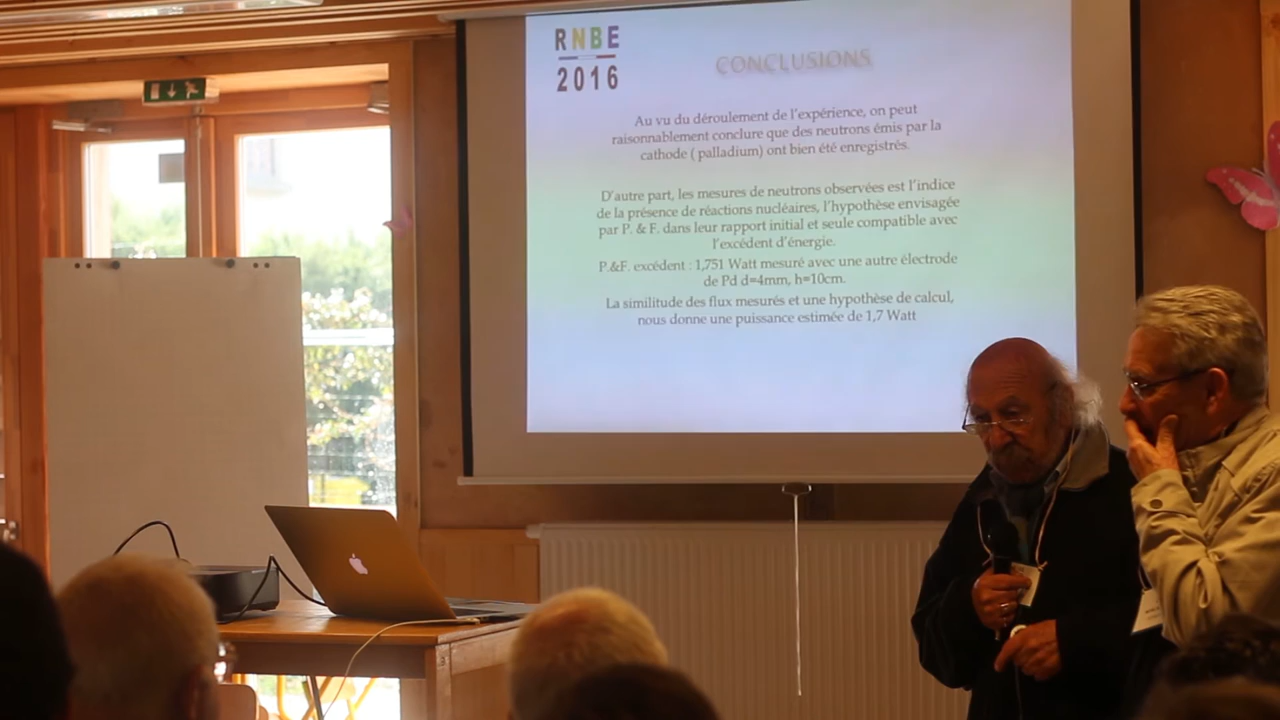 RNBE
2016
CONCLUSIONS
Au vu du déroulement de l'expérience, on peut
raisonnablement conclure que des neutrons émis par la
cathode ( palladium) ont bien été enregistrés.
D'autre part, les mesures de neutrons observées est l'indice
de la présence de réactions nucléaires, l'hypothèse envisagée
par P. & F. dans leur rapport initial et seule compatible avec
l'excédent d'énergie.
P.&F. excédent : 1,751 Watt mesuré avec une autre électrode
de Pd d=4mm, h=10cm.
La similitude des flux mesurés et une hypothèse de calcul,
nous donne une puissance estimée de 1,7 Watt